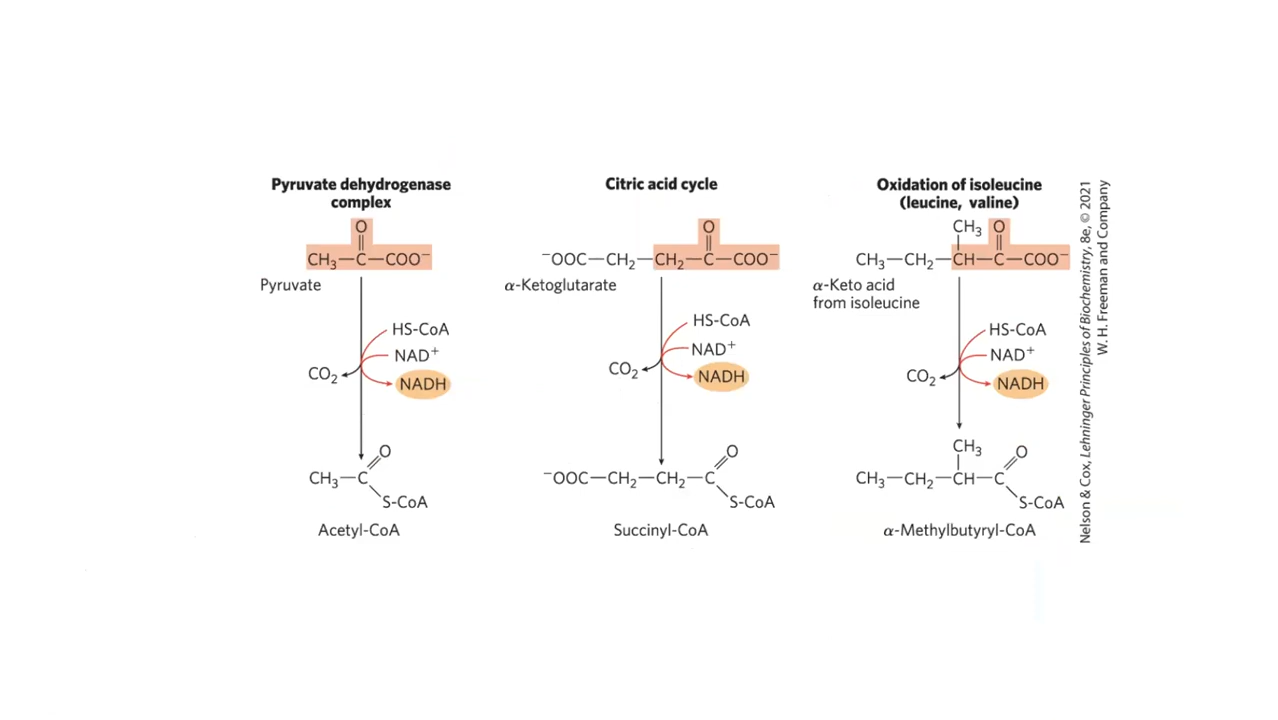 Pyruvate dehydrogenase
complex
O
CH₃—C—COO⁻
Pyruvate
HS-CoA
NAD⁺
CO₂
NADH
O
CH₃—C
S-CoA
Acetyl-CoA
Citric acid cycle
O
⁻OOC—CH₂—CH₂—C—COO⁻
α-Ketoglutarate
HS-CoA
NAD⁺
CO₂
NADH
O
⁻OOC—CH₂—CH₂—C
S-CoA
Succinyl-CoA
Oxidation of isoleucine
(leucine, valine)
CH₃ O
CH₃—CH₂—CH—C—COO⁻
α-Keto acid
from isoleucine
HS-CoA
NAD⁺
CO₂
NADH
CH₃ O
CH₃—CH₂—CH—C
S-CoA
α-Methylbutyryl-CoA
Nelson & Cox, Lehninger Principles of Biochemistry, 8e, © 2021
W. H. Freeman and Company